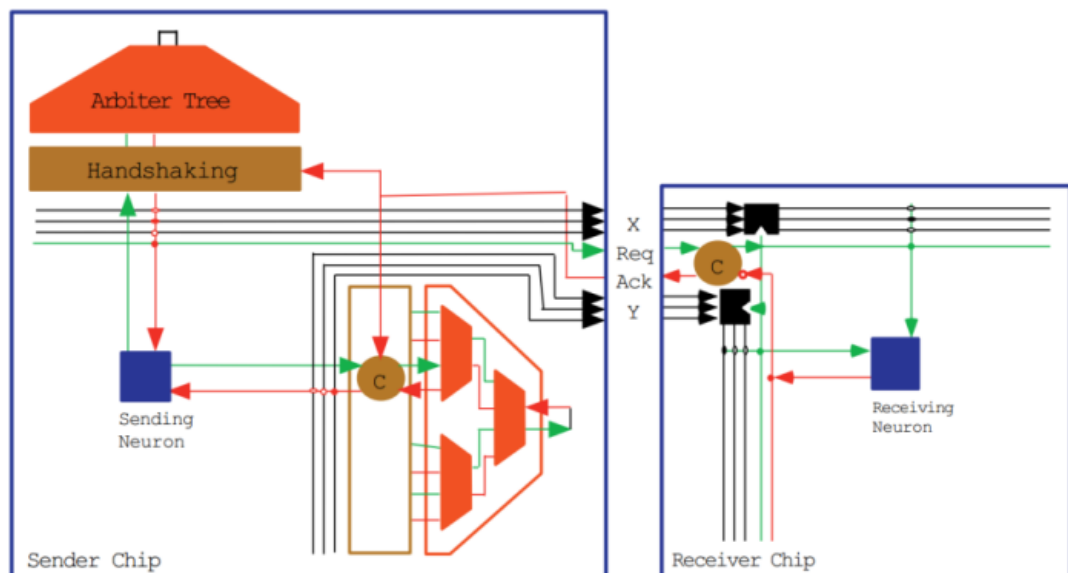 Arbiter Tree
Handshaking
X
Req
Ack
Y
C
C
Sending
Neuron
Receiving
Neuron
Sender Chip
Receiver Chip